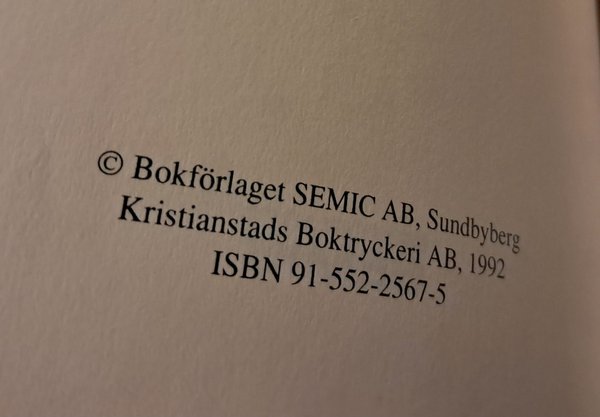 © Bokförlaget SEMIC AB, Sundbyberg
Kristianstads Boktryckeri AB, 1992
ISBN 91-552-2567-5